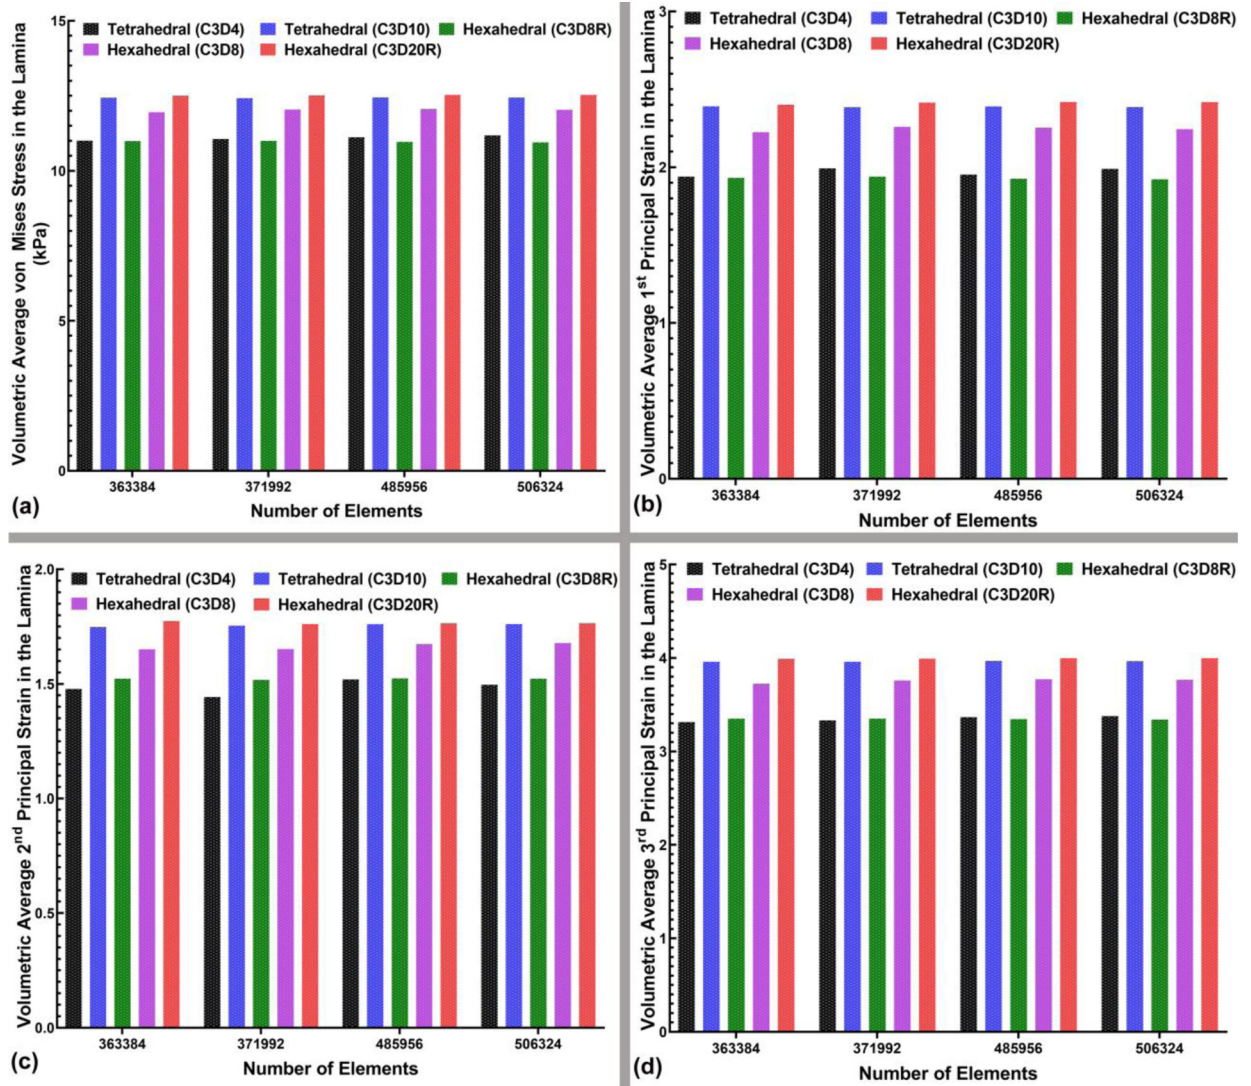 Volumetric Average von Mises Stress in the Lamina
(kPa)
Tetrahedral (C3D4) Tetrahedral (C3D10) Hexahedral (C3D8R)
Hexahedral (C3D8) Hexahedral (C3D20R)
15
10
5
0
363384 371992 485956 506324
Number of Elements
(a)
Volumetric Average 1st Principal Strain in the Lamina
Tetrahedral (C3D4) Tetrahedral (C3D10) Hexahedral (C3D8R)
Hexahedral (C3D8) Hexahedral (C3D20R)
3
2
1
0
363384 371992 485956 506324
Number of Elements
(b)
Volumetric Average 2nd Principal Strain in the Lamina
Tetrahedral (C3D4) Tetrahedral (C3D10) Hexahedral (C3D8R)
Hexahedral (C3D8) Hexahedral (C3D20R)
2.0
1.5
1.0
0.5
0.0
363384 371992 485956 506324
Number of Elements
(c)
Volumetric Average 3rd Principal Strain in the Lamina
Tetrahedral (C3D4) Tetrahedral (C3D10) Hexahedral (C3D8R)
Hexahedral (C3D8) Hexahedral (C3D20R)
5
4
3
2
1
0
363384 371992 485956 506324
Number of Elements
(d)